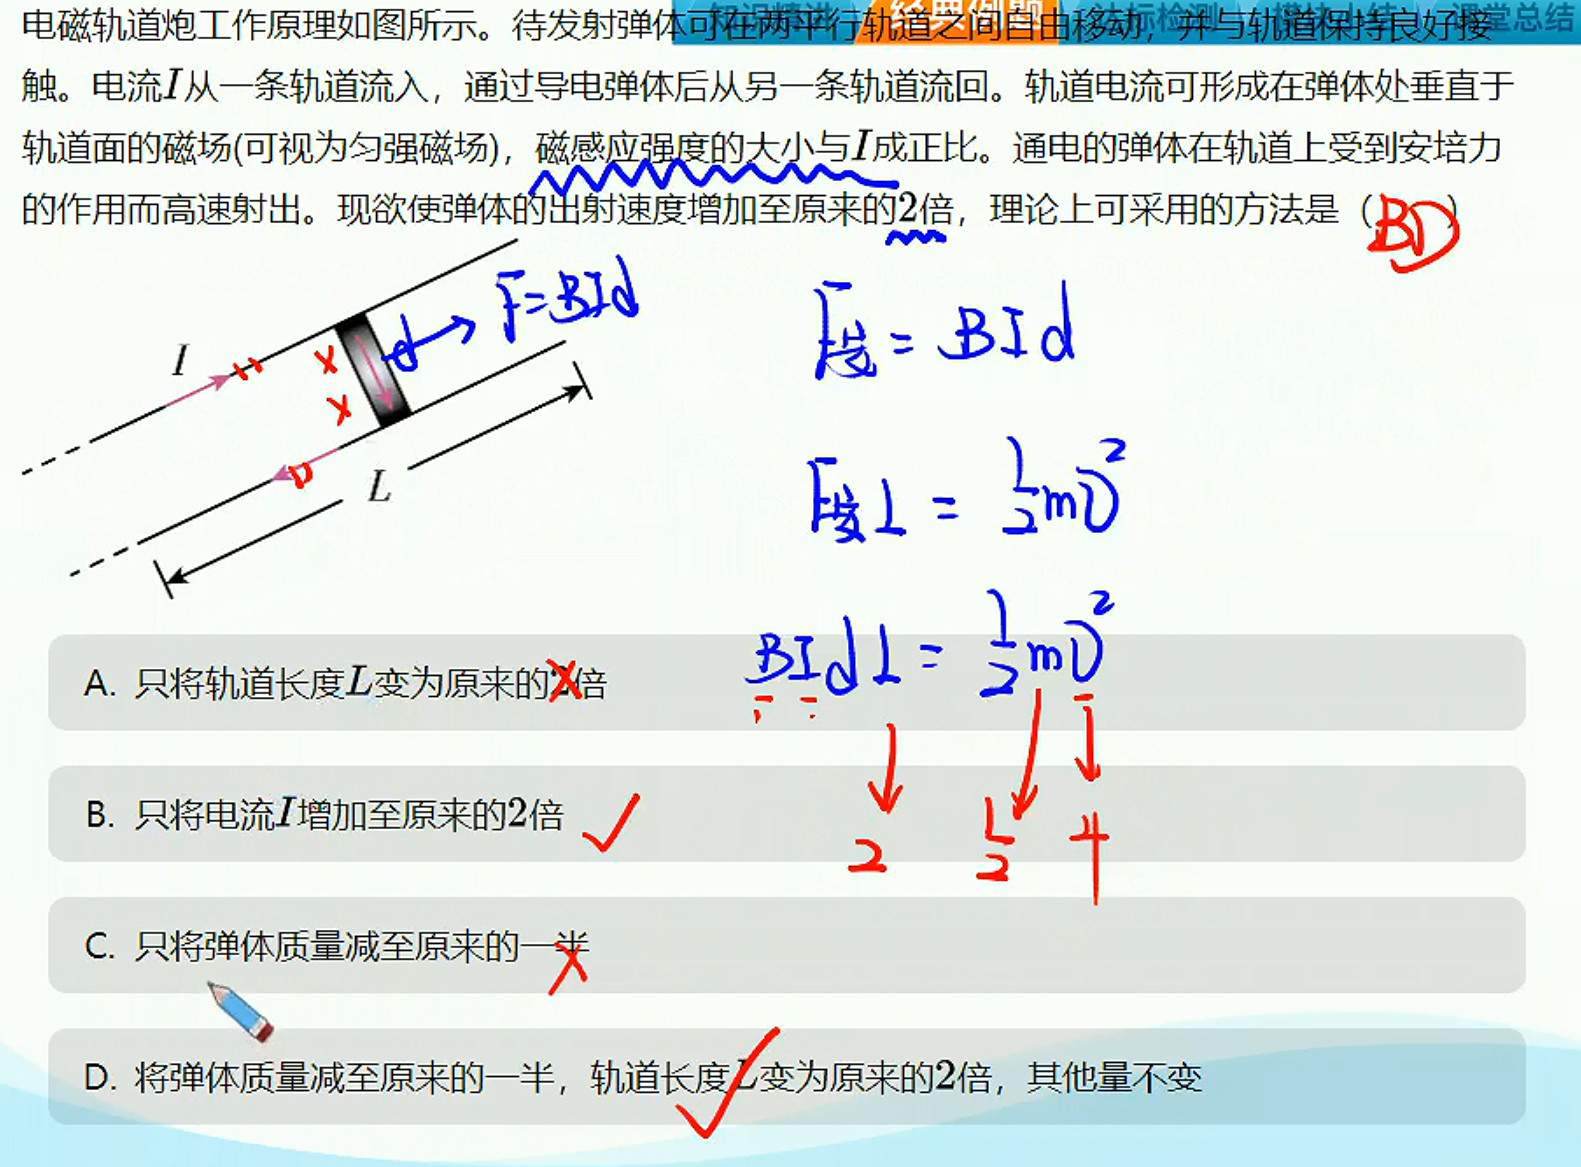 知识精讲 经典例题 达标检测 模块小结 课堂总结
电磁轨道炮工作原理如图所示。待发射弹体可在两平行轨道之间自由移动，并与轨道保持良好接
触。电流I从一条轨道流入，通过导电弹体后从另一条轨道流回。轨道电流可形成在弹体处垂直于
轨道面的磁场(可视为匀强磁场)，磁感应强度的大小与I成正比。通电的弹体在轨道上受到安培力
的作用而高速射出。现欲使弹体的出射速度增加至原来的2倍，理论上可采用的方法是（BD）
I
d
F=BId
L
F安=BId
F安L=½mv²
BIdL=½mv²
2 ½ 4
A. 只将轨道长度L变为原来的2倍
B. 只将电流I增加至原来的2倍
C. 只将弹体质量减至原来的一半
D. 将弹体质量减至原来的一半，轨道长度L变为原来的2倍，其他量不变